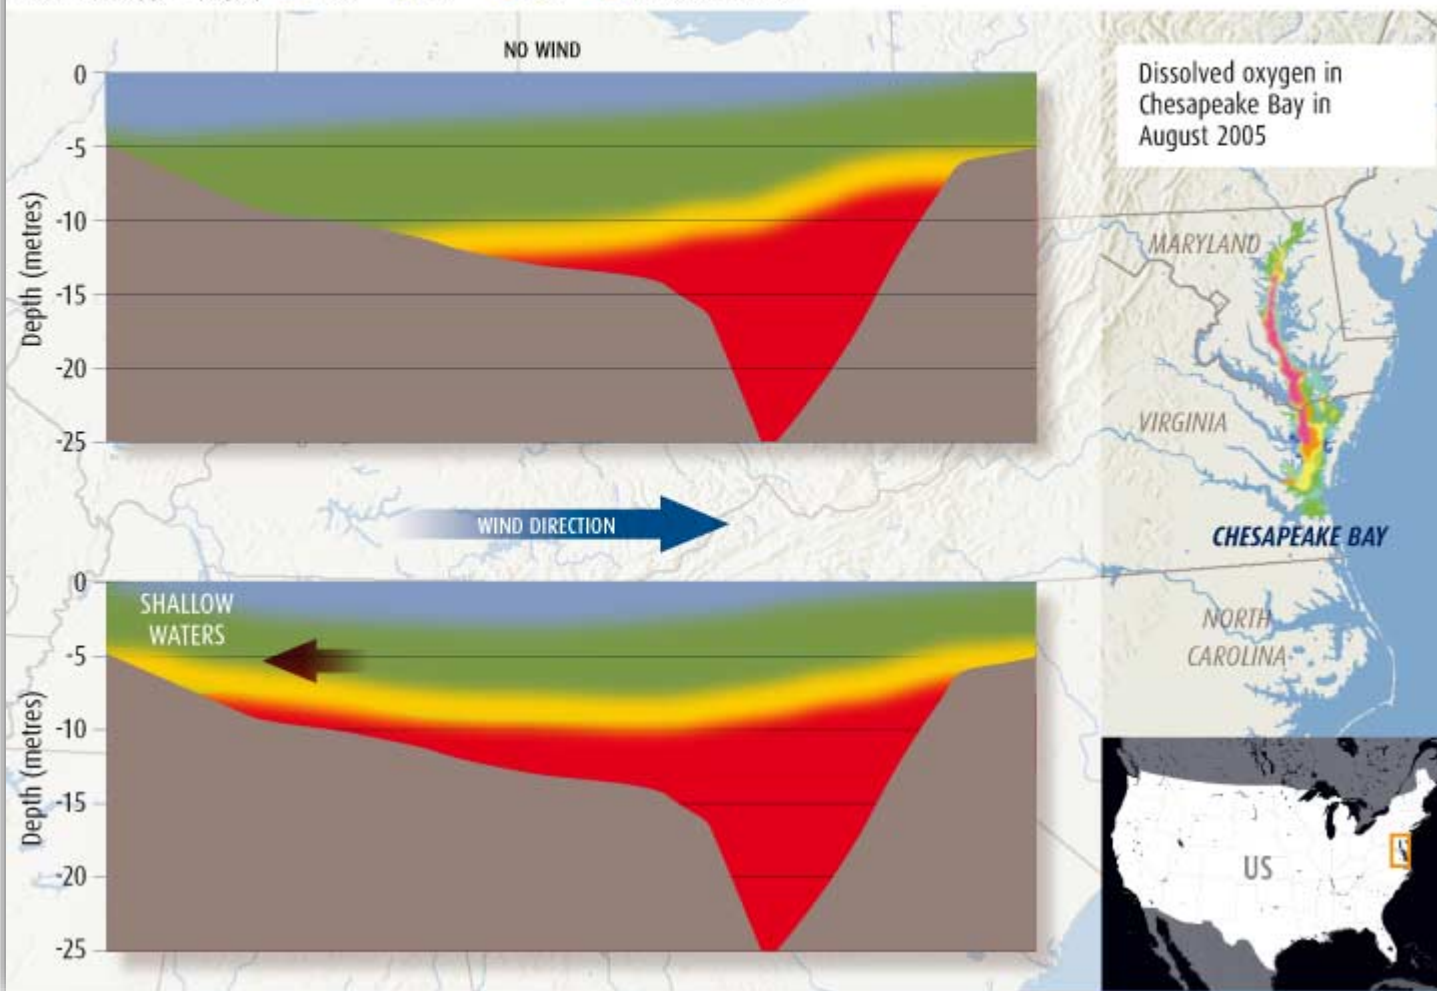 NO WIND
0
-5
-10
-15
-20
-25
Depth (metres)
WIND DIRECTION
0
-5
-10
-15
-20
-25
Depth (metres)
SHALLOW
WATERS
Dissolved oxygen in
Chesapeake Bay in
August 2005
MARYLAND
VIRGINIA
CHESAPEAKE BAY
NORTH
CAROLINA
US